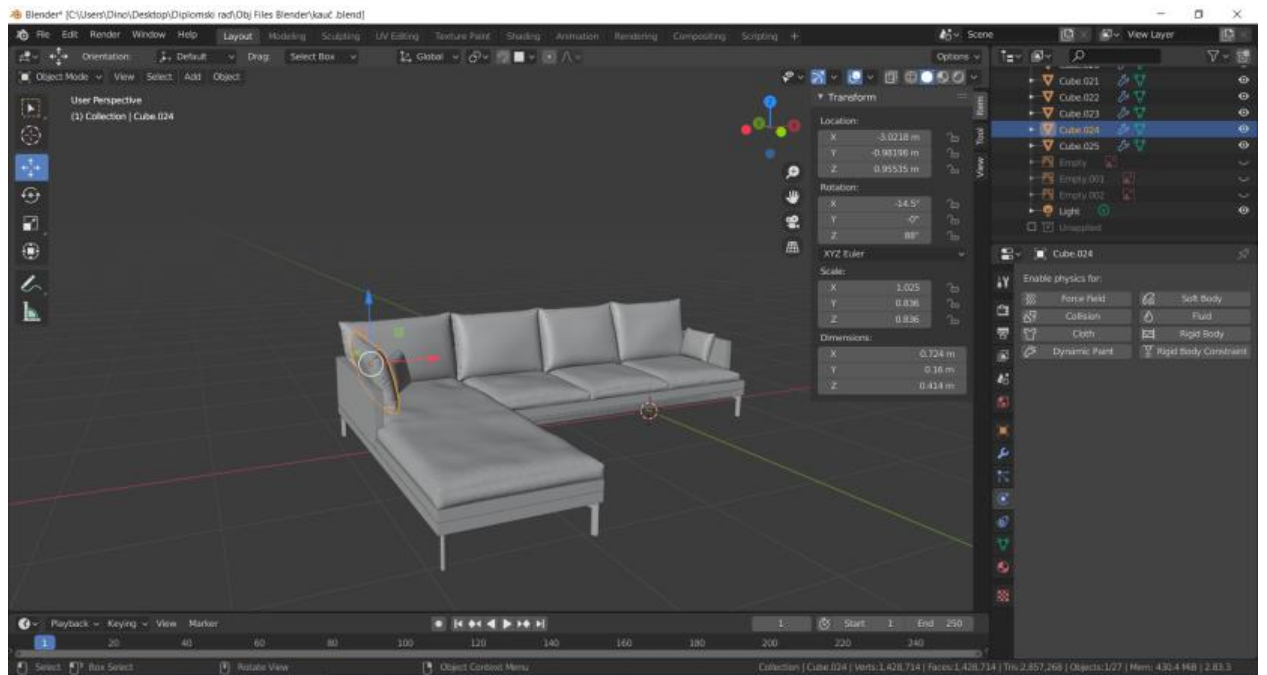 Blender* [C:\Users\Dino\Desktop\Diplomski rad\Obj Files Blender\kauč .blend]
File Edit Render Window Help Layout Modeling Sculpting UV Editing Texture Paint Shading Animation Rendering Compositing Scripting + Scene View Layer
Orientation: Default Drag: Select Box Global Options
Object Mode View Select Add Object
User Perspective
(1) Collection | Cube.024
Transform
Location:
X -3.0218 m
Y -0.98198 m
Z 0.95535 m
Rotation:
X -14.5°
Y -0°
Z 88°
XYZ Euler
Scale:
X 1.025
Y 0.836
Z 0.836
Dimensions:
X 0.724 m
Y 0.16 m
Z 0.414 m
Item
Tool
View
Cube.021
Cube.022
Cube.023
Cube.024
Cube.025
Empty
Empty.001
Empty.002
Light
Unapplied
Cube.024
Enable physics for:
Force Field Soft Body
Collision Fluid
Cloth Rigid Body
Dynamic Paint Rigid Body Constraint
Playback Keying View Marker 1 Start 1 End 250
1 20 40 60 80 100 120 140 160 180 200 220 240
Select Box Select Rotate View Object Context Menu Collection | Cube.024 | Verts:1,428,714 | Faces:1,428,714 | Tris:2,857,268 | Objects:1/27 | Mem: 430.4 MiB | 2.83.3